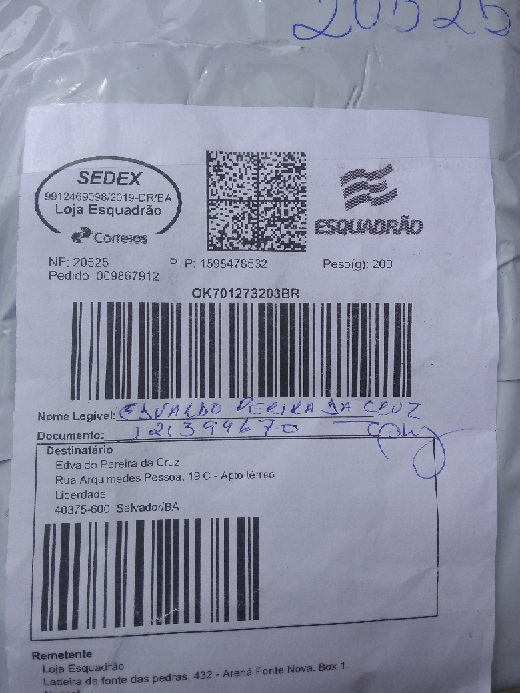 20525
SEDEX
9912469098/2019-DR/BA
Loja Esquadrão
Correios
ESQUADRÃO
NF: 20525 P P: 1595478632 Peso(g): 200
Pedido: 009867912
OK701273203BR
Nome Legível: EDVALDO PEREIRA DA CRUZ
Documento: 121399670
Destinatário
Edvaldo Pereira da Cruz
Rua Arquimedes Pessoa, 19 C - Apto térreo
Liberdade
40375-600 Salvador/BA
Remetente
Loja Esquadrão
Ladeira da fonte das pedras, 432 - Arena Fonte Nova, Box 1.